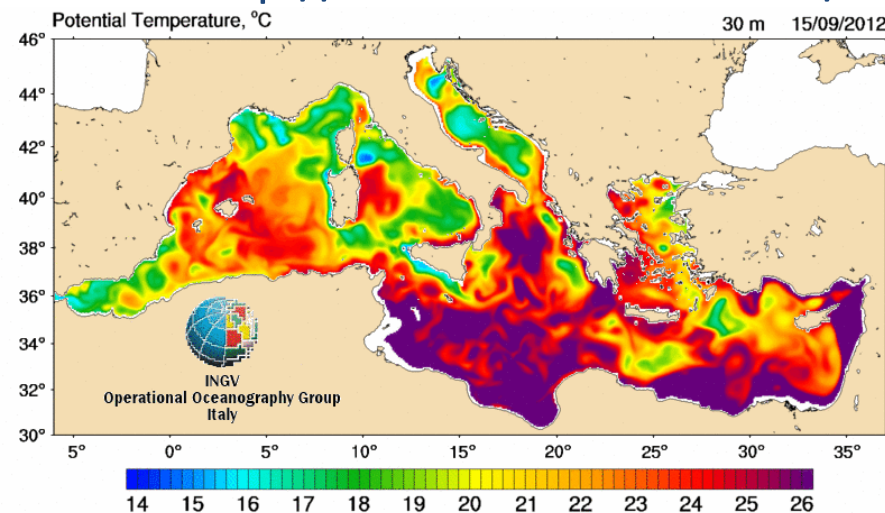 Potential Temperature, °C 30 m 15/09/2012
46°
44°
42°
40°
38°
36°
34°
32°
30°
INGV
Operational Oceanography Group
Italy
5° 0° 5° 10° 15° 20° 25° 30° 35°
14 15 16 17 18 19 20 21 22 23 24 25 26